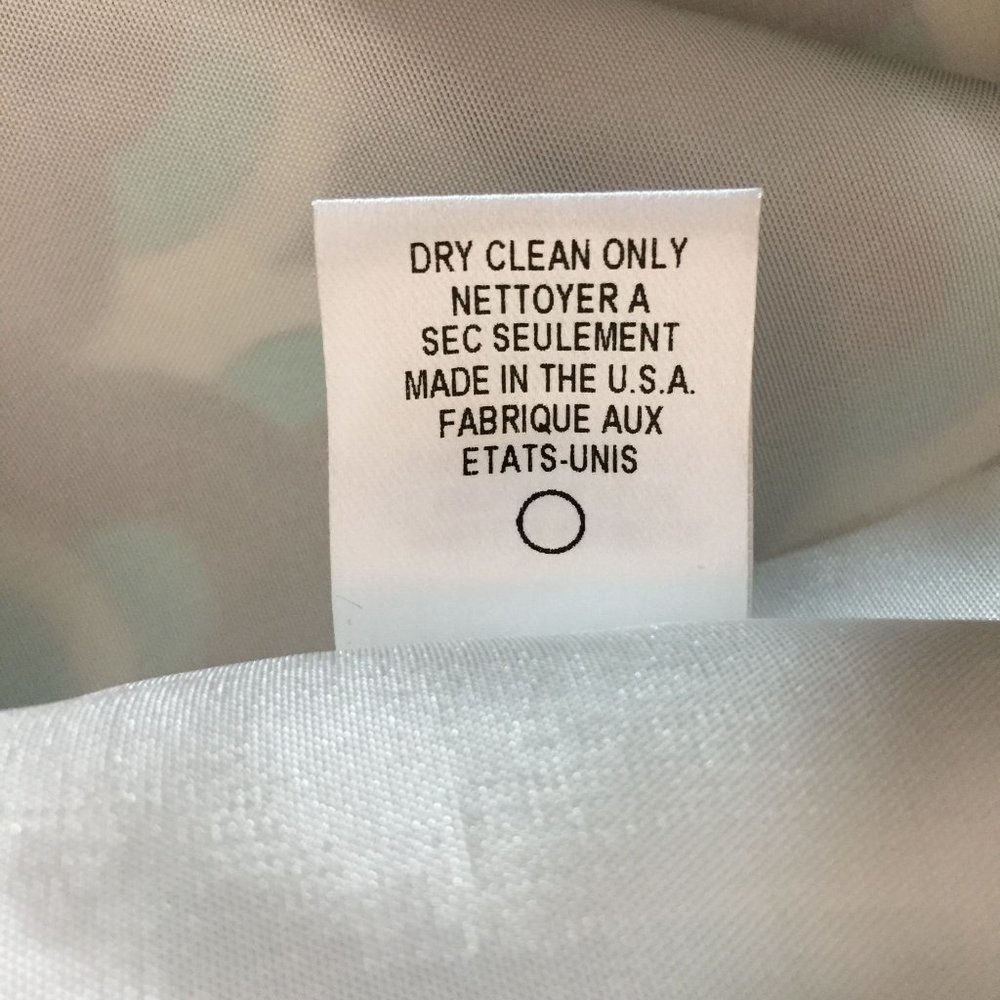 DRY CLEAN ONLY
NETTOYER A
SEC SEULEMENT
MADE IN THE U.S.A.
FABRIQUE AUX
ETATS-UNIS